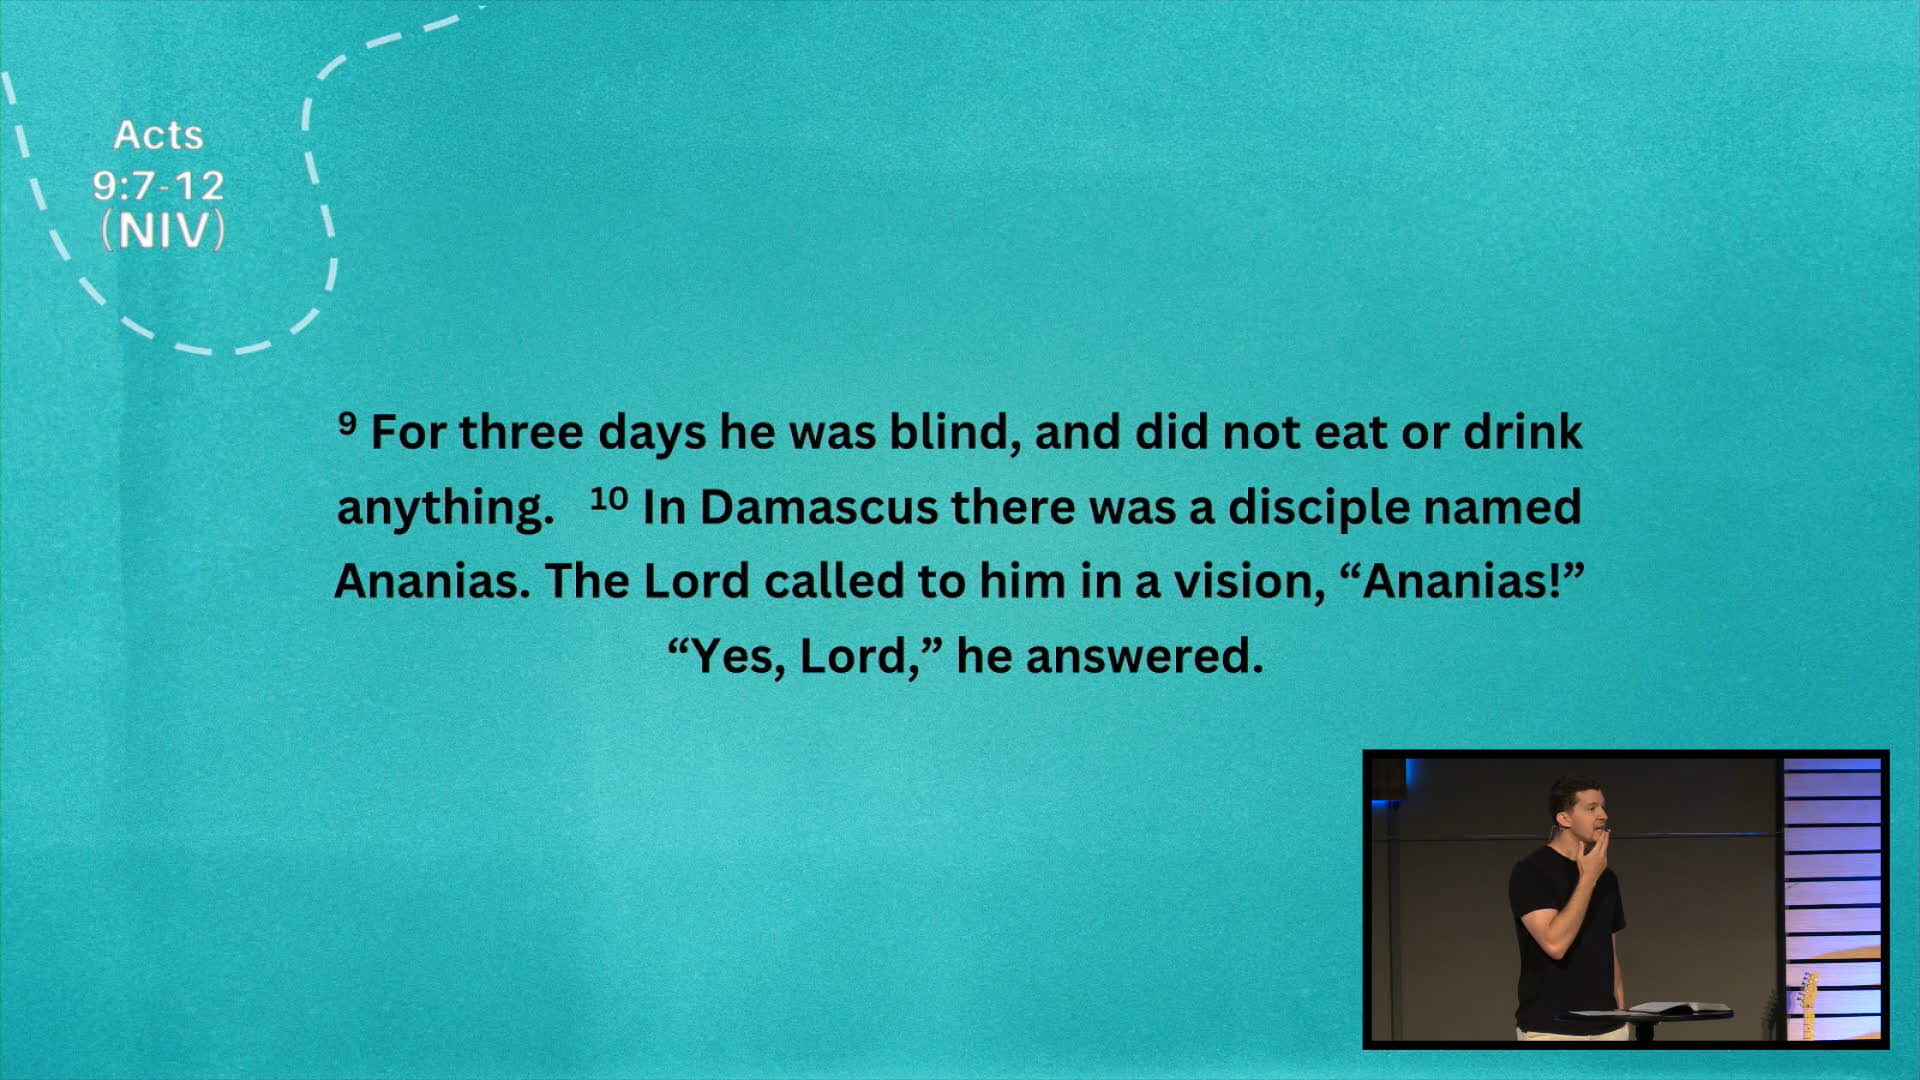 Acts
9:7-12
(NIV)
⁹ For three days he was blind, and did not eat or drink
anything. ¹⁰ In Damascus there was a disciple named
Ananias. The Lord called to him in a vision, “Ananias!”
“Yes, Lord,” he answered.